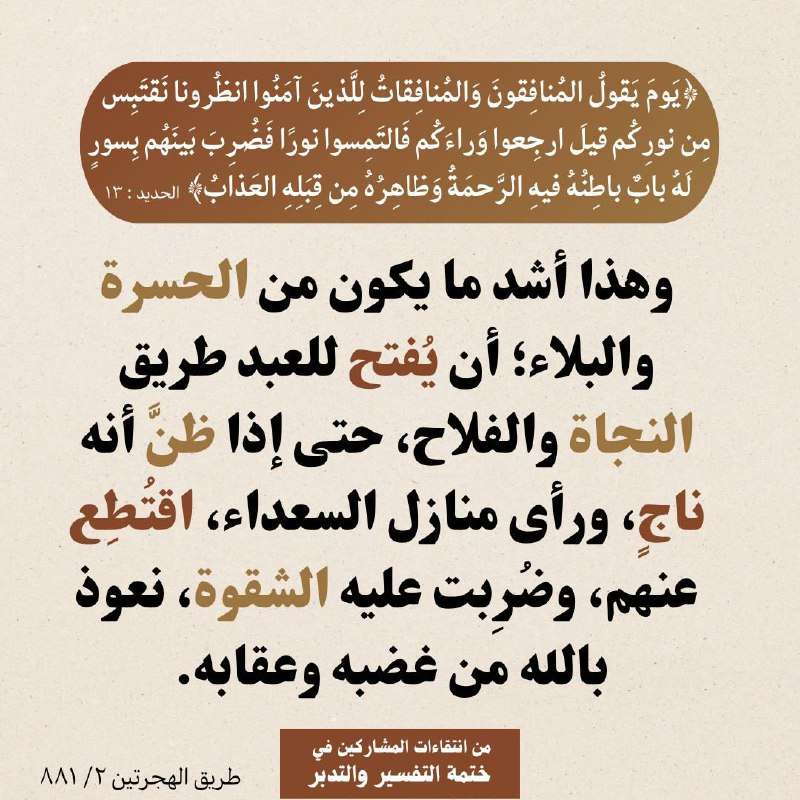 ﴿يَومَ يَقولُ المُنافِقونَ وَالمُنافِقاتُ لِلَّذينَ آمَنُوا انظُرونا نَقتَبِس
مِن نورِكُم قيلَ ارجِعوا وَراءَكُم فَالتَمِسوا نورًا فَضُرِبَ بَينَهُم بِسورٍ
لَهُ بابٌ باطِنُهُ فيهِ الرَّحمَةُ وَظاهِرُهُ مِن قِبَلِهِ العَذابُ﴾ الحديد : ١٣
وهذا أشد ما يكون من الحسرة
والبلاء؛ أن يُفتح للعبد طريق
النجاة والفلاح، حتى إذا ظنَّ أنه
ناجٍ، ورأى منازل السعداء، اقتُطِع
عنهم، وضُرِبت عليه الشقوة، نعوذ
بالله من غضبه وعقابه.
من انتقاءات المشاركين في
ختمة التفسير والتدبر
طريق الهجرتين ٢/ ٨٨١